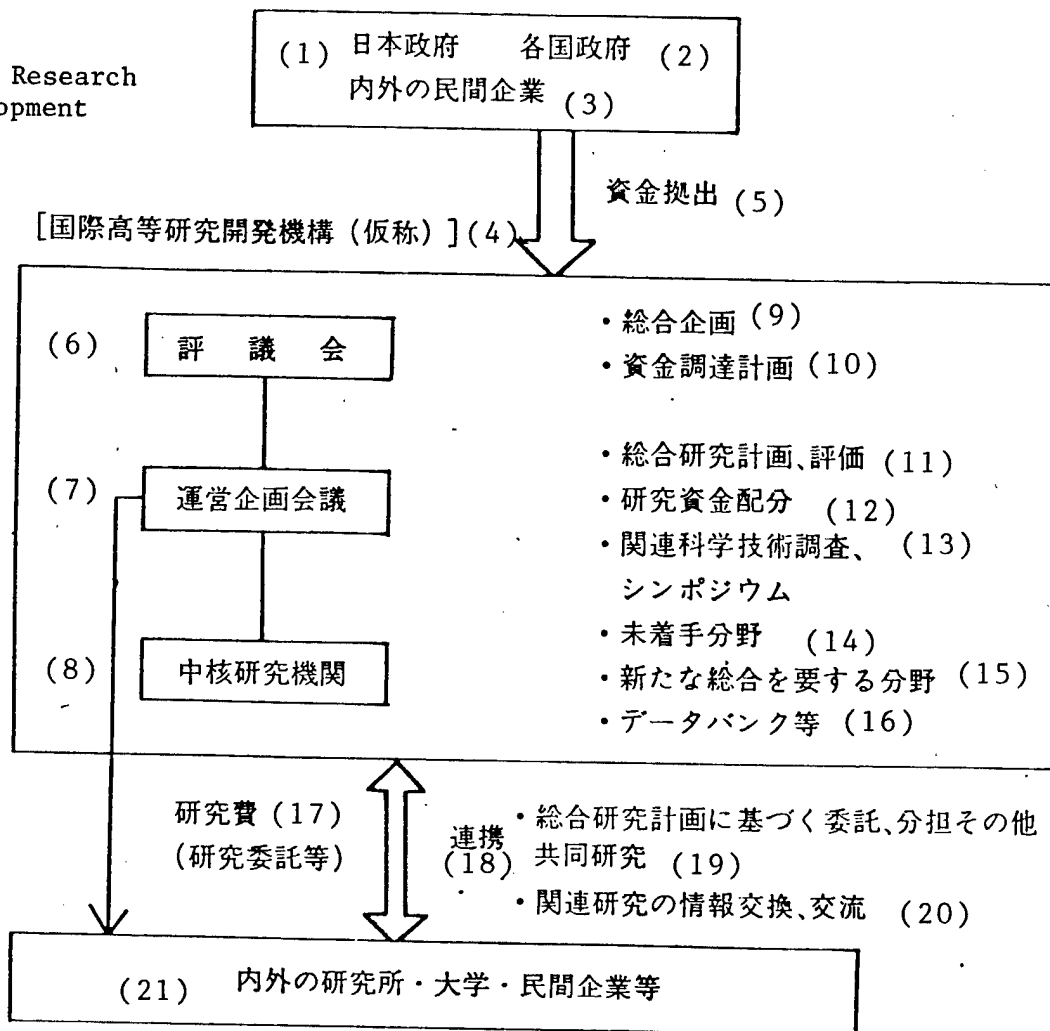 (1) 日本政府 各国政府 (2)
Research
opment
内外の民間企業 (3)
資金拠出 (5)
[国際高等研究開発機構(仮称)](4)
(6) 評議会
・総合企画 (9)
・資金調達計画 (10)
(7) 運営企画会議
・総合研究計画、評価 (11)
・研究資金配分 (12)
・関連科学技術調査、 (13)
シンポジウム
(8) 中核研究機関
・未着手分野 (14)
・新たな総合を要する分野 (15)
・データバンク等 (16)
研究費 (17)
(研究委託等)
連携
(18)
・総合研究計画に基づく委託、分担その他
共同研究 (19)
・関連研究の情報交換、交流 (20)
(21) 内外の研究所・大学・民間企業等